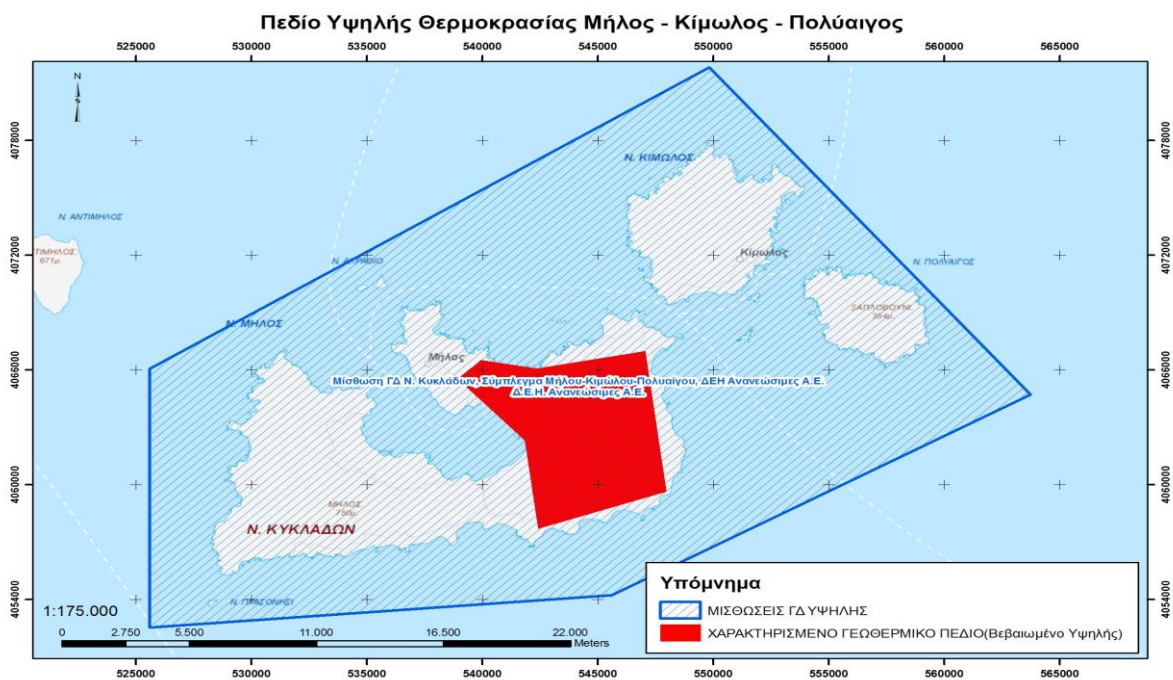 Πεδίο Υψηλής Θερμοκρασίας Μήλος - Κίμωλος - Πολύαιγος
525000 530000 535000 540000 545000 550000 555000 560000 565000
N
4078000 4078000
Ν. ΚΙΜΩΛΟΣ
Ν. ΑΝΤΙΜΗΛΟΣ
ΤΙΜΗΛΟΣ
671μ.
Κίμωλος
4072000 4072000
Ν. ΠΟΛΥΑΙΓΟΣ
ΞΑΠΛΟΒΟΥΝΙ
354μ
Ν. ΜΗΛΟΣ
Μήλος
4066000 4066000
Μίσθωση ΓΔ Ν. Κυκλάδων, Σύμπλεγμα Μήλου-Κιμώλου-Πολυαίγου, ΔΕΗ Ανανεώσιμες Α.Ε.
Δ.Ε.Η. Ανανεώσιμες Α.Ε.
4060000 4060000
ΜΗΛΟΣ
Ν. ΚΥΚΛΑΔΩΝ
Υπόμνημα
ΜΙΣΘΩΣΕΙΣ ΓΔ ΥΨΗΛΗΣ
ΧΑΡΑΚΤΗΡΙΣΜΕΝΟ ΓΕΩΘΕΡΜΙΚΟ ΠΕΔΙΟ(Βεβαιωμένο Υψηλής)
4054000 4054000
Ν. ΠΡΑΣΟΝΗΣΙ
1:175.000
0 2.750 5.500 11.000 16.500 22.000
Meters
525000 530000 535000 540000 545000 550000 555000 560000 565000